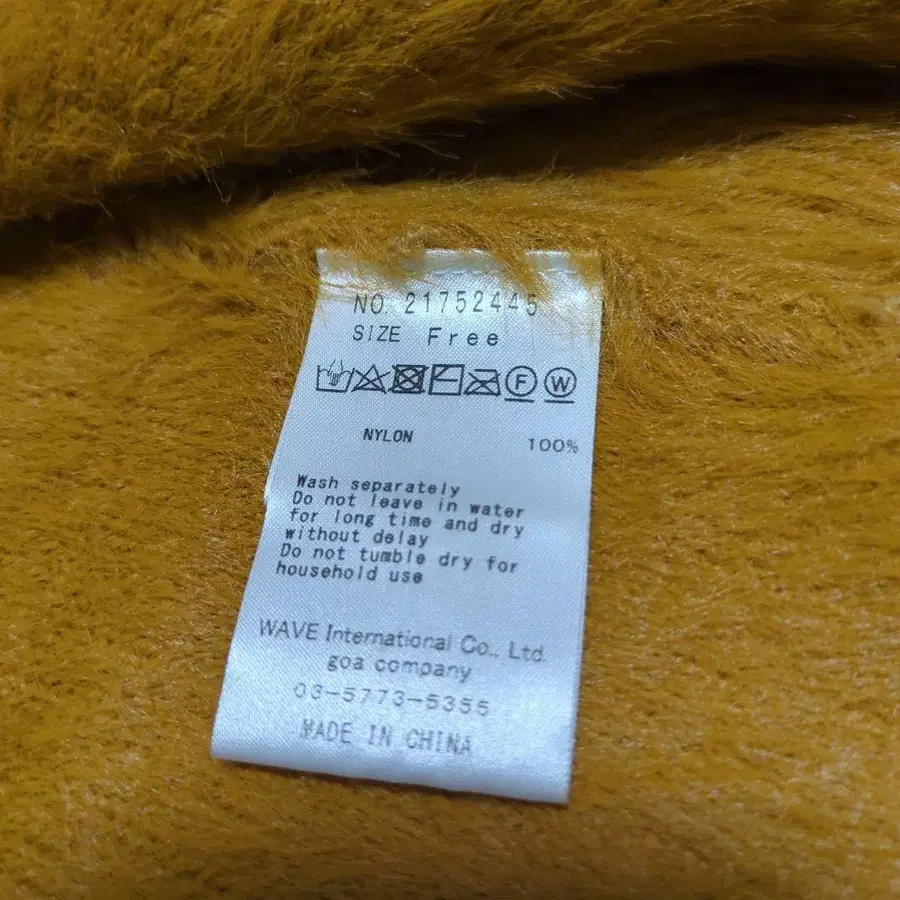 NO. 21752445
SIZE Free
F W
NYLON 100%
Wash separately
Do not leave in water
for long time and dry
without delay
Do not tumble dry for
household use
WAVE International Co., Ltd.
goa company
03-5773-5355
MADE IN CHINA